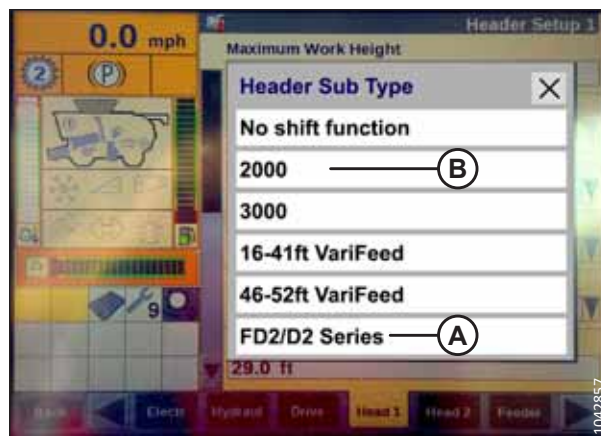 0.0 mph
Header Setup 1
Maximum Work Height
2
(P)
Header Sub Type
No shift function
2000
B
3000
16-41ft VariFeed
46-52ft VariFeed
9
FD2/D2 Series
A
29.0 ft
Back
Electr
Hydraul
Drive
Head 1
Head 2
Feeder
1042857